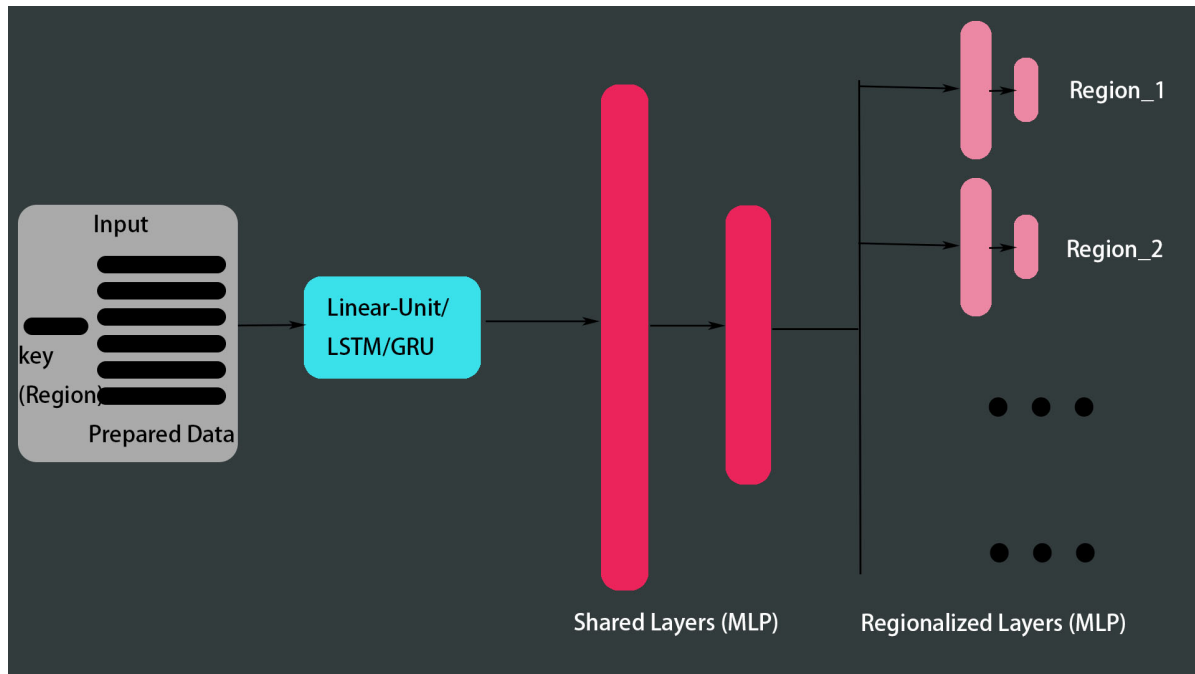 Input
key
(Region)
Prepared Data
Linear-Unit/
LSTM/GRU
Shared Layers (MLP)
Region_1
Region_2
Regionalized Layers (MLP)